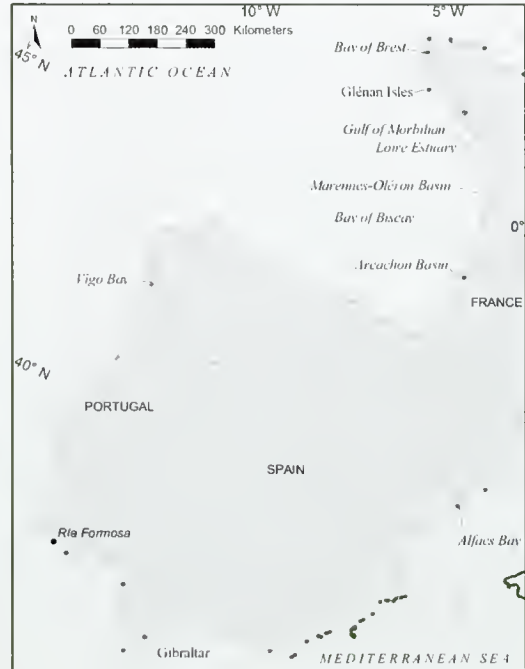 10° W
5° W
N
0 60 120 180 240 300 Kilometers
45° N
ATLANTIC OCEAN
Bay of Brest
Glénan Isles
Gulf of Morbihan
Loire Estuary
Marennes-Oléron Basin
Bay of Biscay
0°
Arcachon Basin
Vigo Bay
FRANCE
40° N
PORTUGAL
SPAIN
Ria Formosa
Alfacs Bay
Gibraltar
MEDITERRANEAN SEA